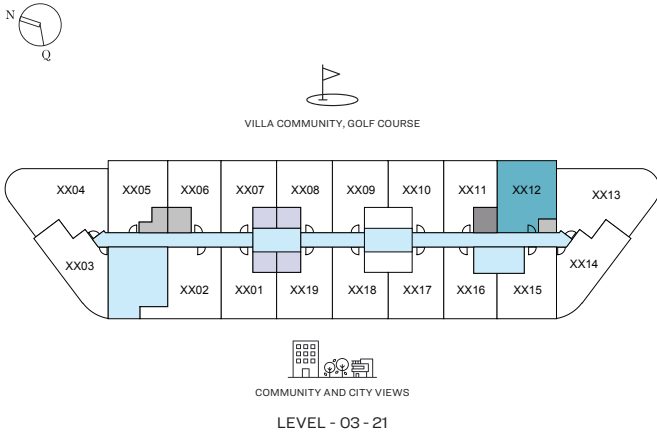 N
Q
VILLA COMMUNITY, GOLF COURSE
XX04 XX05 XX06 XX07 XX08 XX09 XX10 XX11 XX12 XX13
XX03 XX02 XX01 XX19 XX18 XX17 XX16 XX15 XX14
COMMUNITY AND CITY VIEWS
LEVEL - 03 - 21